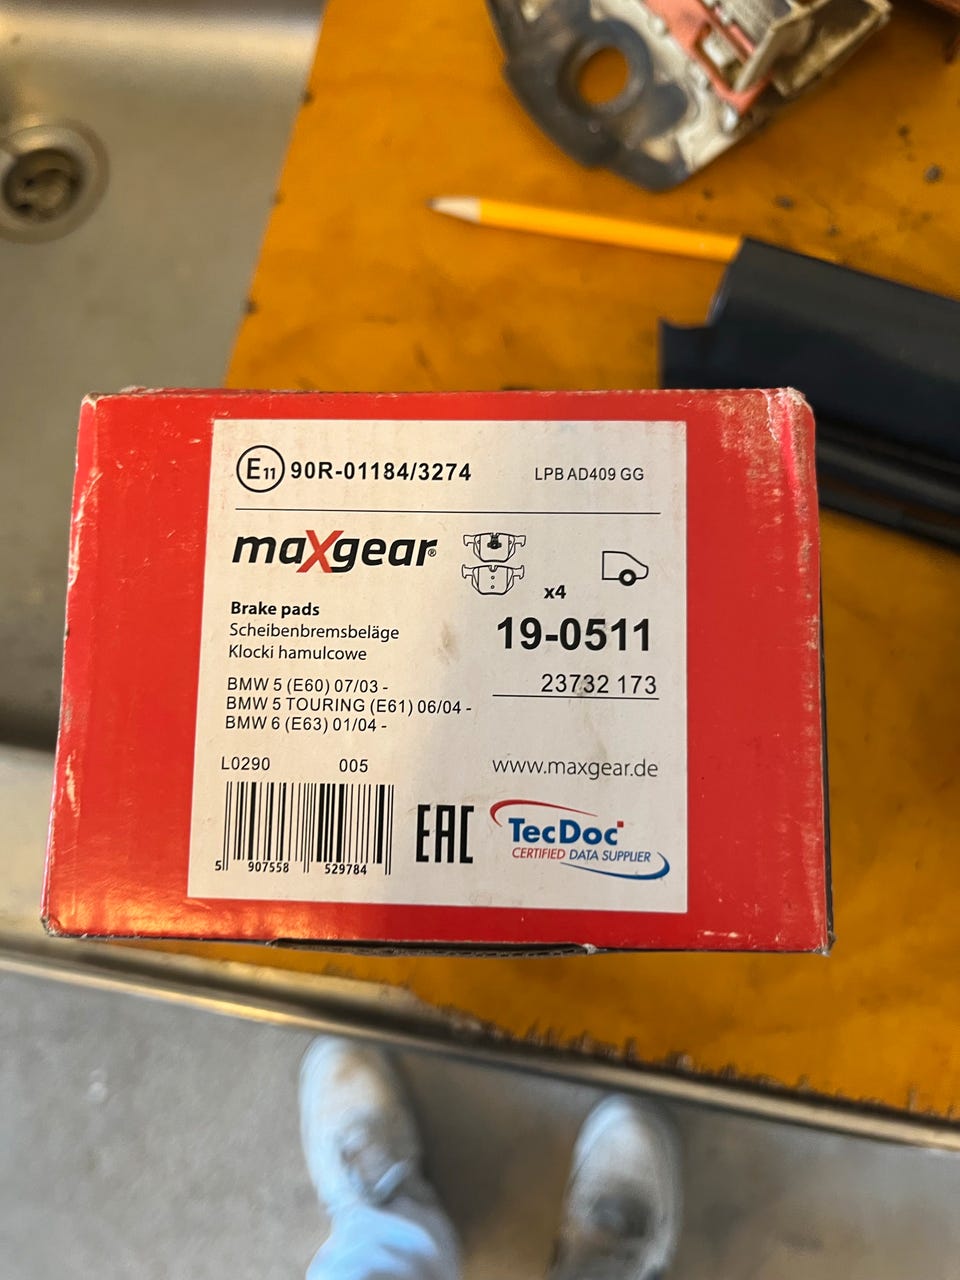 E11 90R-01184/3274 LPB AD409 GG
maXgear®
x4
Brake pads
Scheibenbremsbeläge
Klocki hamulcowe
19-0511
23732 173
BMW 5 (E60) 07/03 -
BMW 5 TOURING (E61) 06/04 -
BMW 6 (E63) 01/04 -
L0290 005
www.maxgear.de
EAC
TecDoc
CERTIFIED DATA SUPPLIER
5 907558 529784